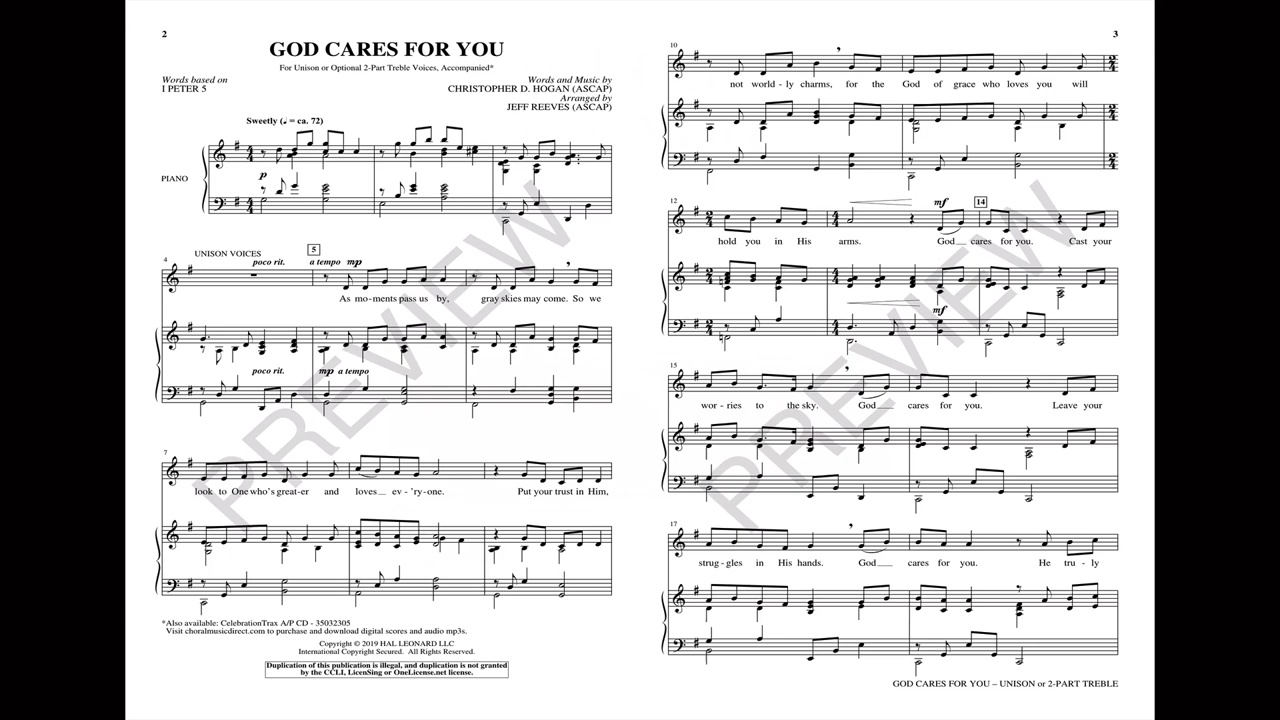 2
GOD CARES FOR YOU
For Unison or Optional 2-Part Treble Voices, Accompanied*
Words based on
I PETER 5
Words and Music by
CHRISTOPHER D. HOGAN (ASCAP)
Arranged by
JEFF REEVES (ASCAP)
Sweetly (♩ = ca. 72)
PIANO
p
4
UNISON VOICES
poco rit.
5
a tempo mp
As mo-ments pass us by, gray skies may come. So we
poco rit.
mp a tempo
7
look to One who's great-er and loves ev-'ry-one. Put your trust in Him,
*Also available: CelebrationTrax A/P CD - 35032305
Visit choralmusicdirect.com to purchase and download digital scores and audio mp3s.
Copyright © 2019 HAL LEONARD LLC
International Copyright Secured. All Rights Reserved.
Duplication of this publication is illegal, and duplication is not granted
by the CCLI, LicenSing or OneLicense.net license.
PREVIEW
3
10
not world-ly charms, for the God of grace who loves you will
12
mf
14
hold you in His arms. God cares for you. Cast your
mf
15
wor-ries to the sky. God cares for you. Leave your
17
strug-gles in His hands. God cares for you. He tru-ly
PREVIEW
GOD CARES FOR YOU – UNISON or 2-PART TREBLE